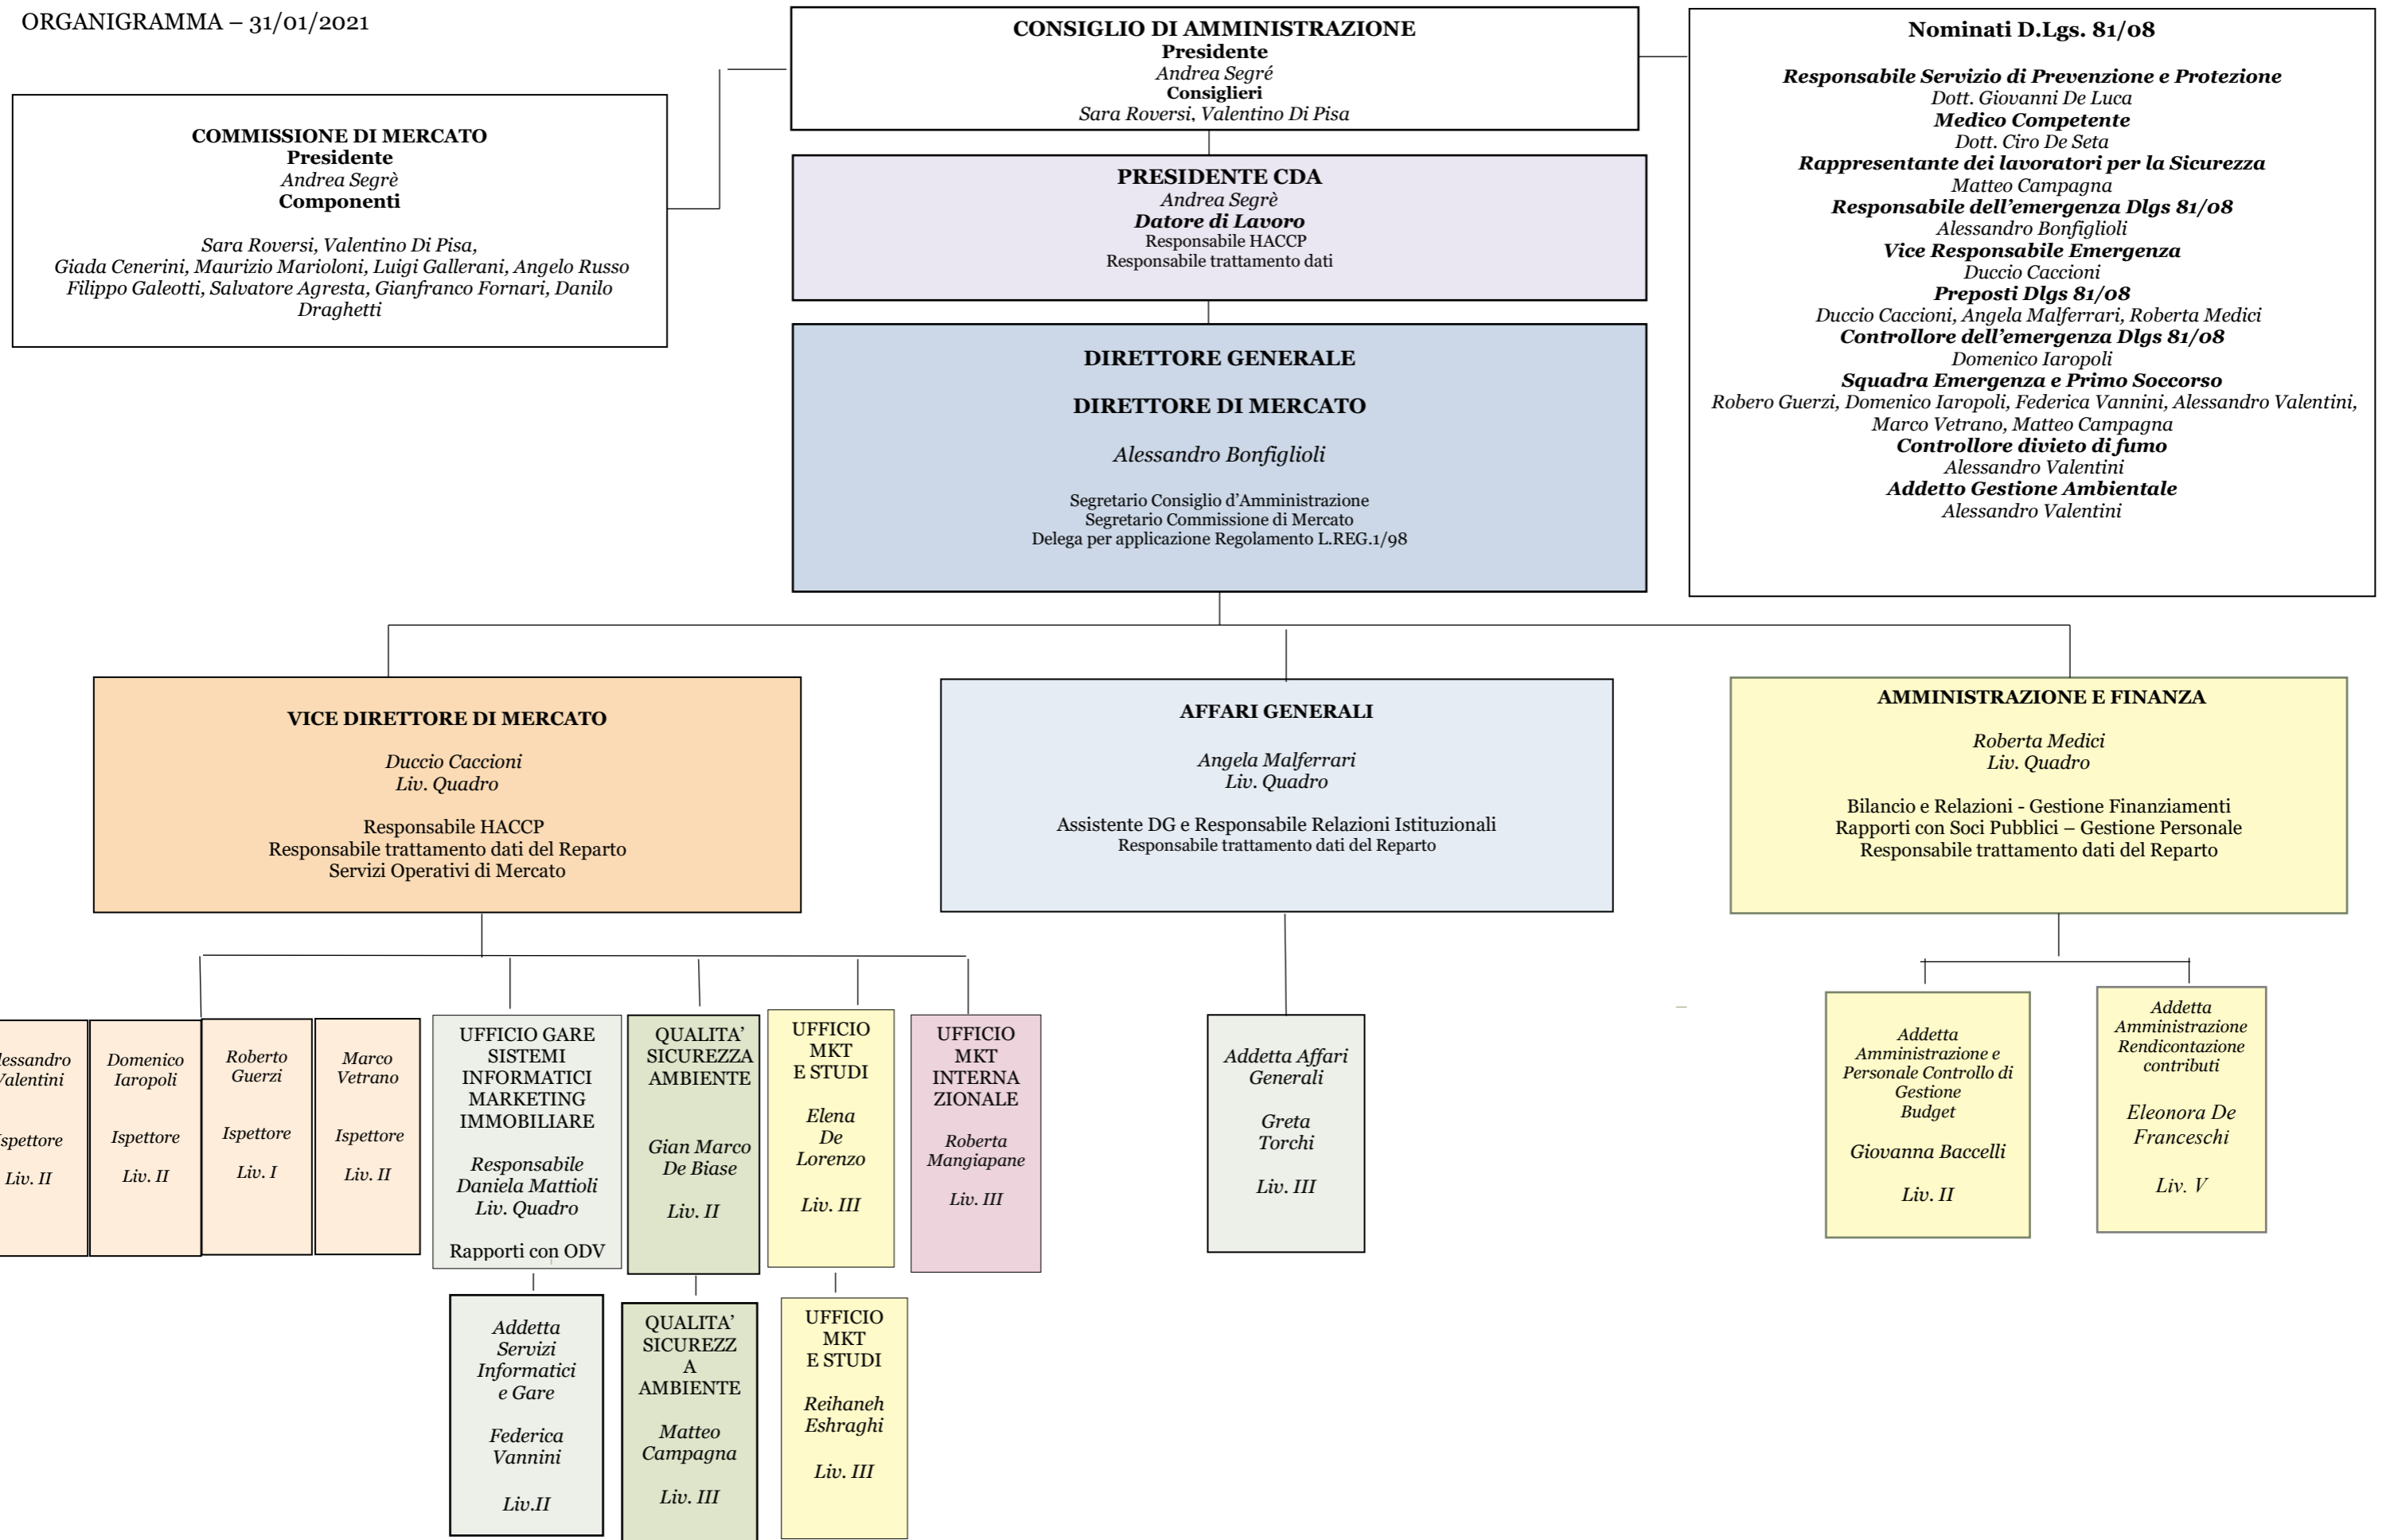 ORGANIGRAMMA – 31/01/2021
CONSIGLIO DI AMMINISTRAZIONE
Presidente
Andrea Segré
Consiglieri
Sara Roversi, Valentino Di Pisa
COMMISSIONE DI MERCATO
Presidente
Andrea Segrè
Componenti
Sara Roversi, Valentino Di Pisa,
Giada Cenerini, Maurizio Marioloni, Luigi Gallerani, Angelo Russo
Filippo Galeotti, Salvatore Agresta, Gianfranco Fornari, Danilo
Draghetti
PRESIDENTE CDA
Andrea Segrè
Datore di Lavoro
Responsabile HACCP
Responsabile trattamento dati
Nominati D.Lgs. 81/08
Responsabile Servizio di Prevenzione e Protezione
Dott. Giovanni De Luca
Medico Competente
Dott. Ciro De Seta
Rappresentante dei lavoratori per la Sicurezza
Matteo Campagna
Responsabile dell'emergenza Dlgs 81/08
Alessandro Bonfiglioli
Vice Responsabile Emergenza
Duccio Caccioni
Preposti Dlgs 81/08
Duccio Caccioni, Angela Malferrari, Roberta Medici
Controllore dell'emergenza Dlgs 81/08
Domenico Iaropoli
Squadra Emergenza e Primo Soccorso
Robero Guerzi, Domenico Iaropoli, Federica Vannini, Alessandro Valentini,
Marco Vetrano, Matteo Campagna
Controllore divieto di fumo
Alessandro Valentini
Addetto Gestione Ambientale
Alessandro Valentini
DIRETTORE GENERALE
DIRETTORE DI MERCATO
Alessandro Bonfiglioli
Segretario Consiglio d'Amministrazione
Segretario Commissione di Mercato
Delega per applicazione Regolamento L.REG.1/98
VICE DIRETTORE DI MERCATO
Duccio Caccioni
Liv. Quadro
Responsabile HACCP
Responsabile trattamento dati del Reparto
Servizi Operativi di Mercato
AFFARI GENERALI
Angela Malferrari
Liv. Quadro
Assistente DG e Responsabile Relazioni Istituzionali
Responsabile trattamento dati del Reparto
AMMINISTRAZIONE E FINANZA
Roberta Medici
Liv. Quadro
Bilancio e Relazioni - Gestione Finanziamenti
Rapporti con Soci Pubblici – Gestione Personale
Responsabile trattamento dati del Reparto
lessandro
Valentini
spettore
Liv. II
Domenico
Iaropoli
Ispettore
Liv. II
Roberto
Guerzi
Ispettore
Liv. I
Marco
Vetrano
Ispettore
Liv. II
UFFICIO GARE
SISTEMI
INFORMATICI
MARKETING
IMMOBILIARE
Responsabile
Daniela Mattioli
Liv. Quadro
Rapporti con ODV
QUALITA'
SICUREZZA
AMBIENTE
Gian Marco
De Biase
Liv. II
UFFICIO
MKT
E STUDI
Elena
De
Lorenzo
Liv. III
UFFICIO
MKT
INTERNA
ZIONALE
Roberta
Mangiapane
Liv. III
Addetta Affari
Generali
Greta
Torchi
Liv. III
Addetta
Amministrazione e
Personale Controllo di
Gestione
Budget
Giovanna Baccelli
Liv. II
Addetta
Amministrazione
Rendicontazione
contributi
Eleonora De
Franceschi
Liv. V
Addetta
Servizi
Informatici
e Gare
Federica
Vannini
Liv.II
QUALITA'
SICUREZZ
A
AMBIENTE
Matteo
Campagna
Liv. III
UFFICIO
MKT
E STUDI
Reihaneh
Eshraghi
Liv. III